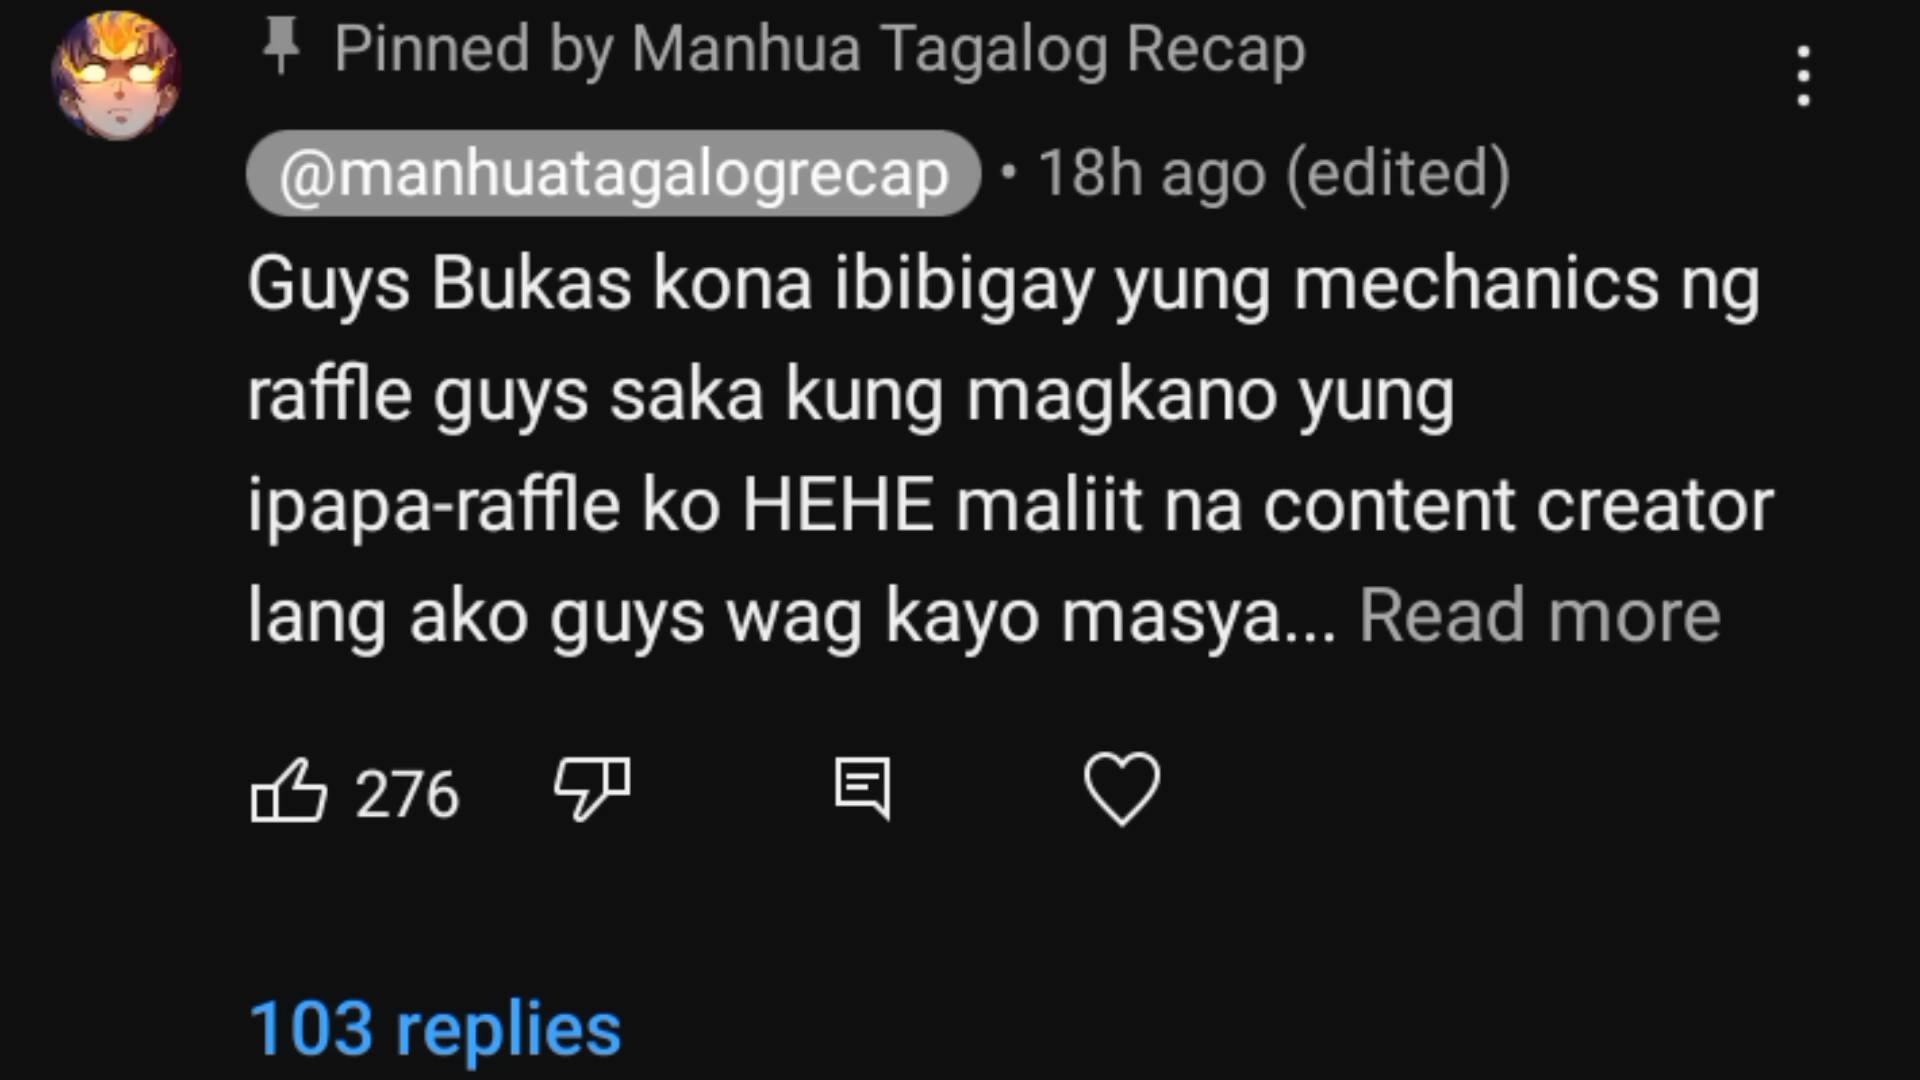 Pinned by Manhua Tagalog Recap
@manhuatagalogrecap • 18h ago (edited)
Guys Bukas kona ibibigay yung mechanics ng
raffle guys saka kung magkano yung
ipapa-raffle ko HEHE maliit na content creator
lang ako guys wag kayo masya... Read more
276
103 replies